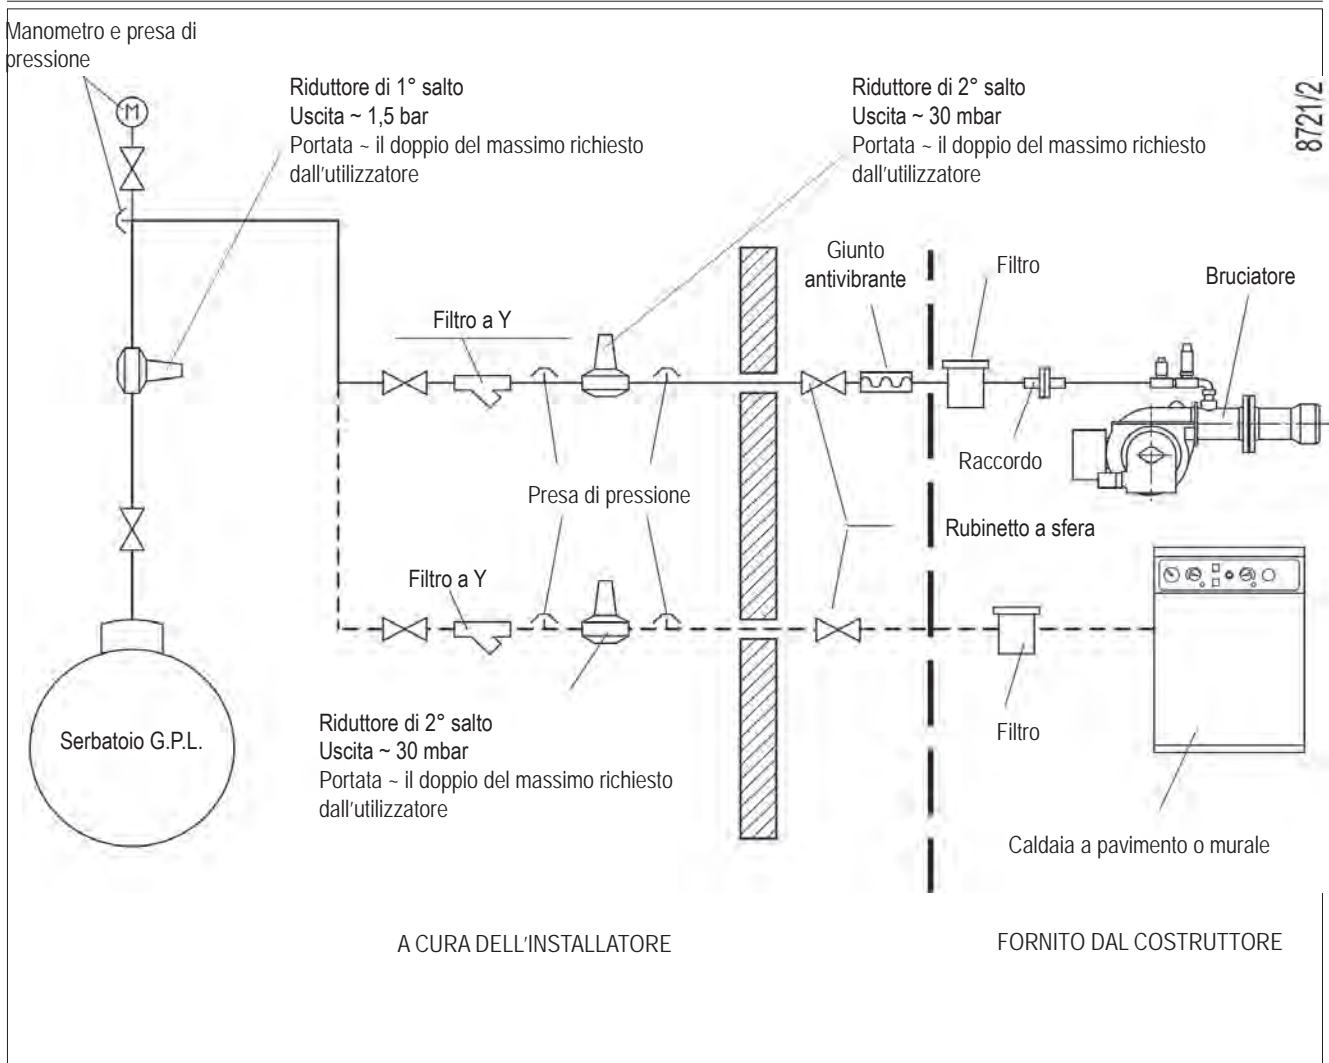 Manometro e presa di
pressione
M
Riduttore di 1° salto
Uscita ~ 1,5 bar
Portata ~ il doppio del massimo richiesto
dall'utilizzatore
Riduttore di 2° salto
Uscita ~ 30 mbar
Portata ~ il doppio del massimo richiesto
dall'utilizzatore
8721/2
Giunto
antivibrante
Filtro
Bruciatore
Filtro a Y
Raccordo
Presa di pressione
Rubinetto a sfera
Filtro a Y
Riduttore di 2° salto
Uscita ~ 30 mbar
Portata ~ il doppio del massimo richiesto
dall'utilizzatore
Serbatoio G.P.L.
Filtro
Caldaia a pavimento o murale
A CURA DELL'INSTALLATORE
FORNITO DAL COSTRUTTORE